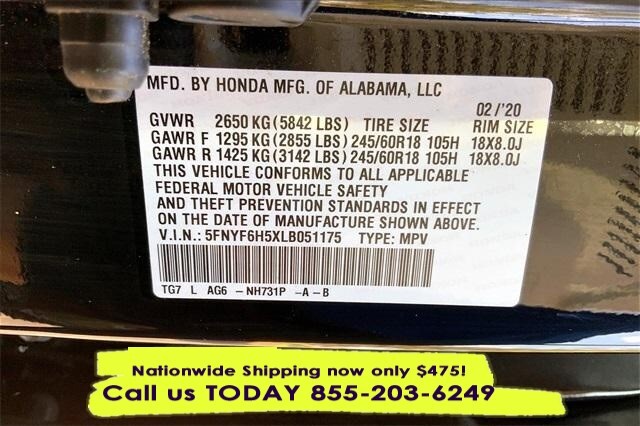 MFD. BY HONDA MFG. OF ALABAMA, LLC
02/'20
GVWR 2650 KG (5842 LBS) TIRE SIZE RIM SIZE
GAWR F 1295 KG (2855 LBS) 245/60R18 105H 18X8.0J
GAWR R 1425 KG (3142 LBS) 245/60R18 105H 18X8.0J
THIS VEHICLE CONFORMS TO ALL APPLICABLE
FEDERAL MOTOR VEHICLE SAFETY
AND THEFT PREVENTION STANDARDS IN EFFECT
ON THE DATE OF MANUFACTURE SHOWN ABOVE.
V.I.N.: 5FNYF6H5XLB051175 TYPE: MPV
TG7 L AG6 -NH731P -A-B
Nationwide Shipping now only $475!
Call us TODAY 855-203-6249